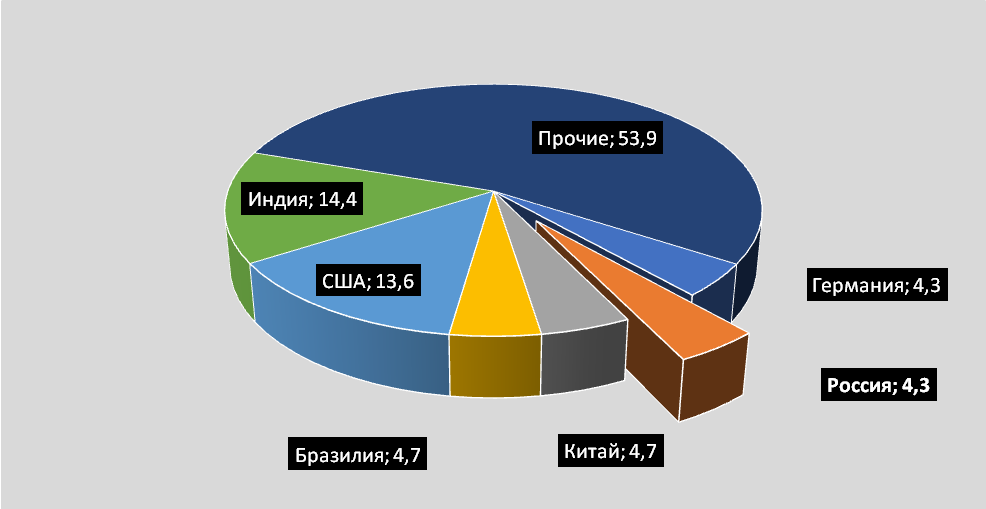 Прочие; 53,9
Индия; 14,4
США; 13,6
Германия; 4,3
Россия; 4,3
Бразилия; 4,7
Китай; 4,7